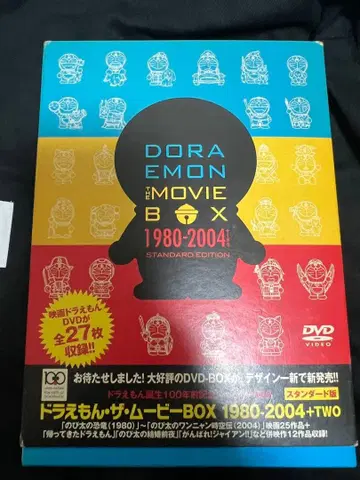 DORA
EMON
THE MOVIE
BOX
1980-2004
STANDARD EDITION
映画ドラえもん
DVDが
全27枚
収録!!
DVD
VIDEO
お待たせしました! 大好評のDVD-BOXが、デザイン一新で新発売!!
ドラえもん誕生100年前記念
スタンダード版
ドラえもん・ザ・ムービーBOX 1980-2004+TWO
「のび太の恐竜(1980)」~「のび太のワンニャン時空伝(2004)」映画25作品+
「帰ってきたドラえもん」「のび太の結婚前夜」「がんばれ!ジャイアン!!」など併映作12作品収録!